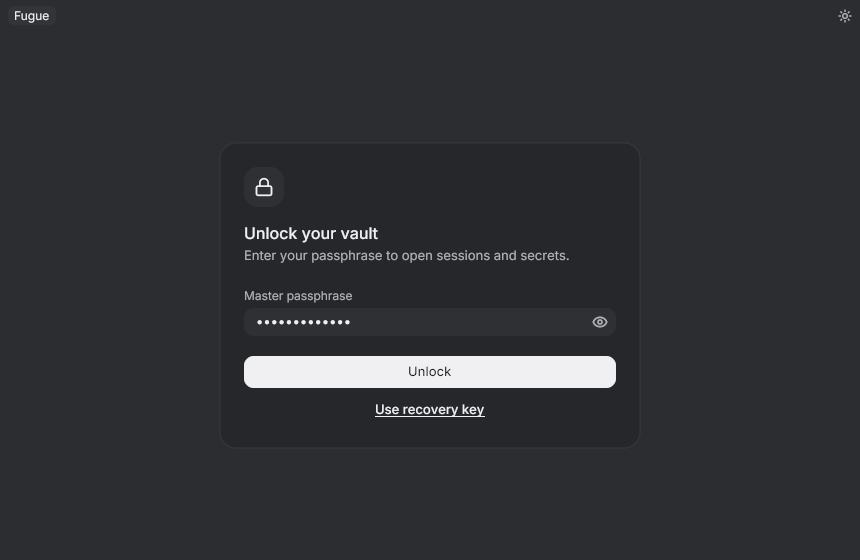 Fugue
Unlock your vault
Enter your passphrase to open sessions and secrets.
Master passphrase
•••••••••••••
Unlock
Use recovery key